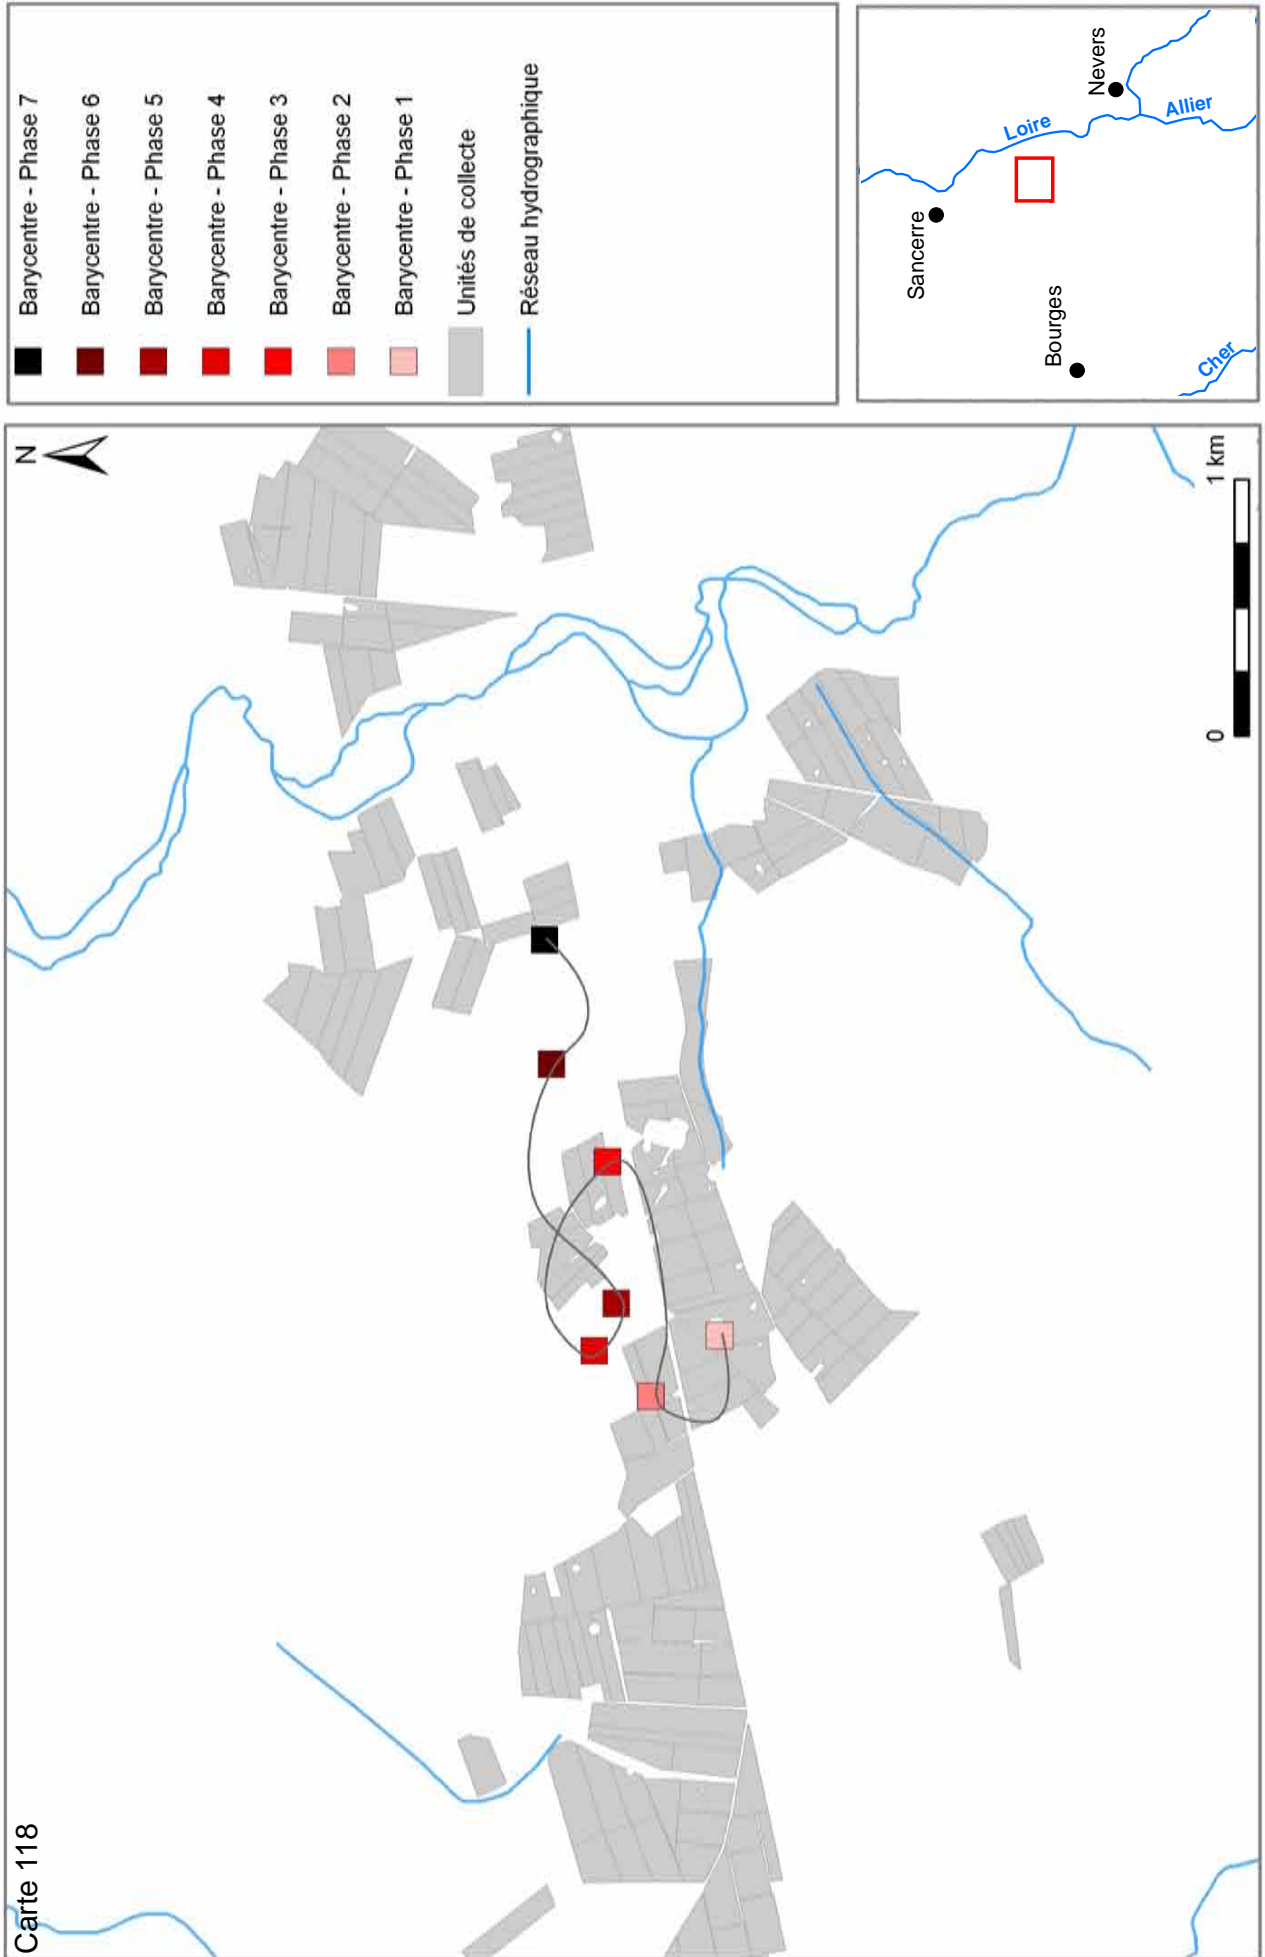 Carte 118
N
0
1 km
Barycentre - Phase 7
Barycentre - Phase 6
Barycentre - Phase 5
Barycentre - Phase 4
Barycentre - Phase 3
Barycentre - Phase 2
Barycentre - Phase 1
Unités de collecte
Réseau hydrographique
Sancerre
Loire
Nevers
Allier
Bourges
Cher